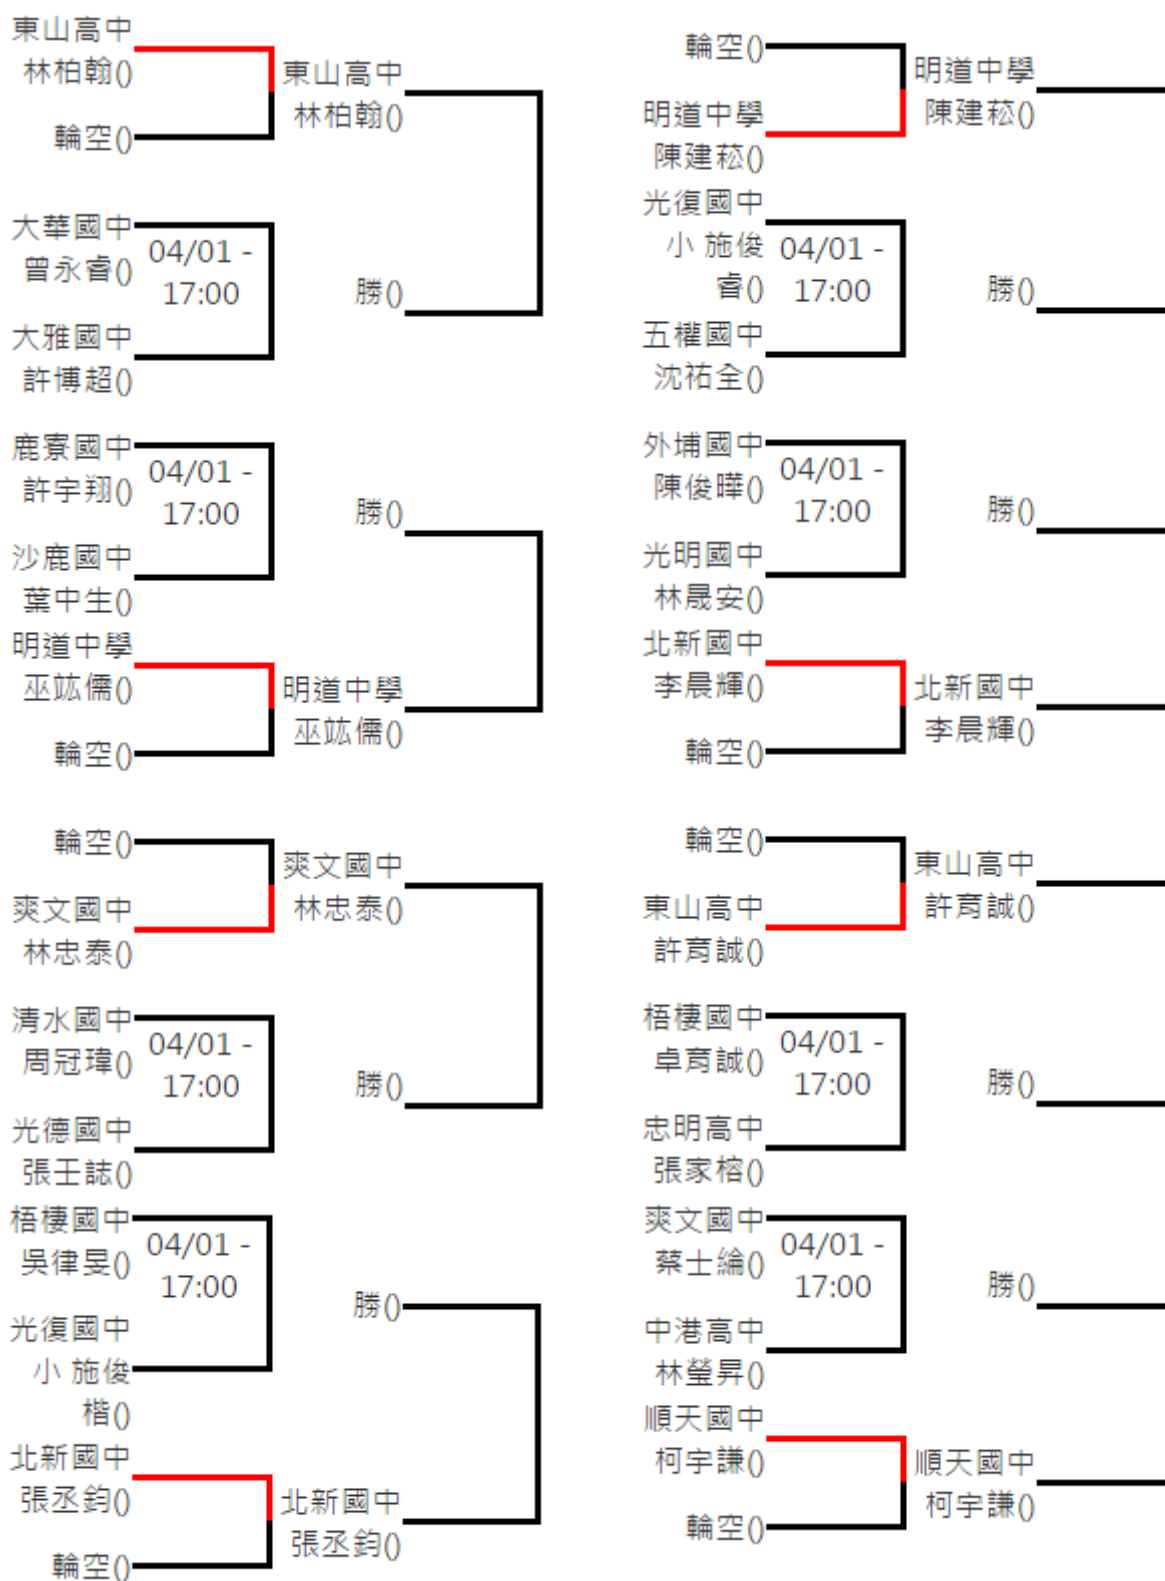 東山高中
林柏翰()
輪空()
東山高中
林柏翰()
大華國中
曾永睿()
04/01 -
17:00
大雅國中
許博超()
勝()
鹿寮國中
許宇翔()
04/01 -
17:00
沙鹿國中
葉中生()
勝()
明道中學
巫竑儒()
輪空()
明道中學
巫竑儒()
輪空()
爽文國中
林忠泰()
爽文國中
林忠泰()
清水國中
周冠瑋()
04/01 -
17:00
光德國中
張王誌()
勝()
梧棲國中
吳律旻()
04/01 -
17:00
光復國中
小 施俊
楷()
勝()
北新國中
張丞鈞()
輪空()
北新國中
張丞鈞()
輪空()
明道中學
陳建菘()
明道中學
陳建菘()
光復國中
小 施俊
睿()
04/01 -
17:00
五權國中
沈祐全()
勝()
外埔國中
陳俊曄()
04/01 -
17:00
光明國中
林晟安()
勝()
北新國中
李晨輝()
輪空()
北新國中
李晨輝()
輪空()
東山高中
許育誠()
東山高中
許育誠()
梧棲國中
卓育誠()
04/01 -
17:00
忠明高中
張家榕()
勝()
爽文國中
蔡士綸()
04/01 -
17:00
中港高中
林瑩昇()
勝()
順天國中
柯宇謙()
輪空()
順天國中
柯宇謙()